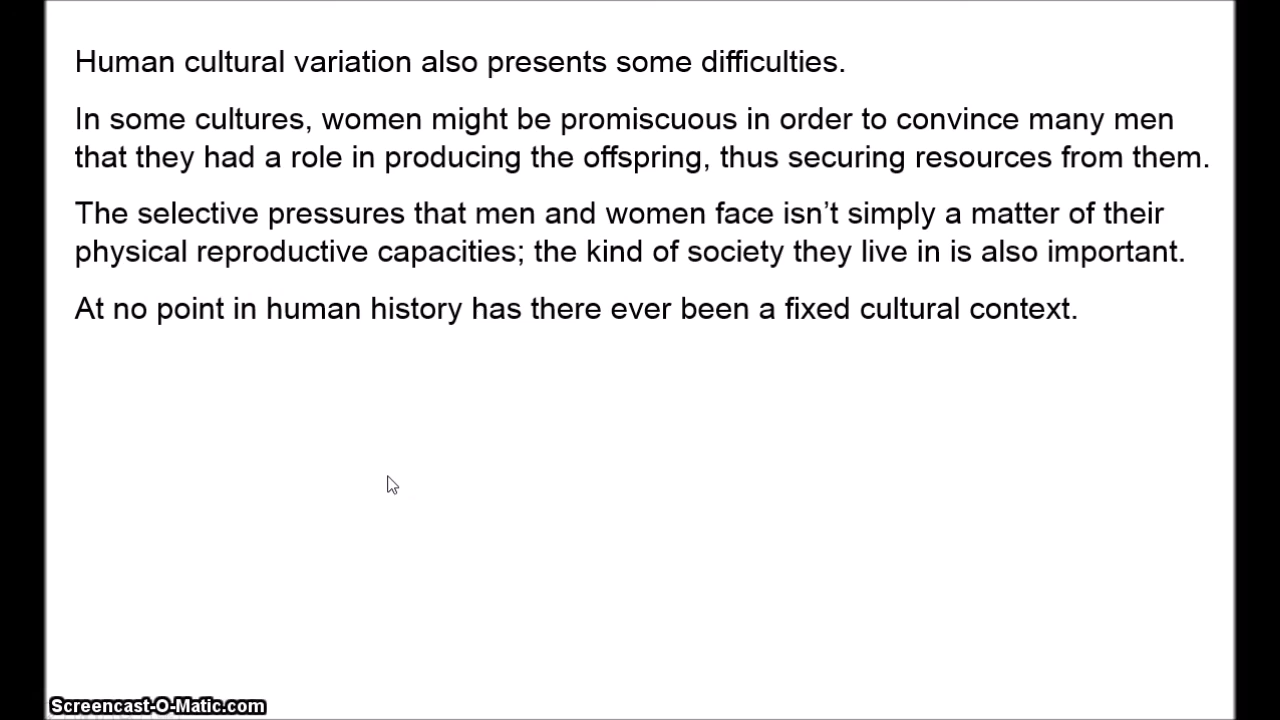 Human cultural variation also presents some difficulties.
In some cultures, women might be promiscuous in order to convince many men
that they had a role in producing the offspring, thus securing resources from them.
The selective pressures that men and women face isn’t simply a matter of their
physical reproductive capacities; the kind of society they live in is also important.
At no point in human history has there ever been a fixed cultural context.
Screencast-O-Matic.com